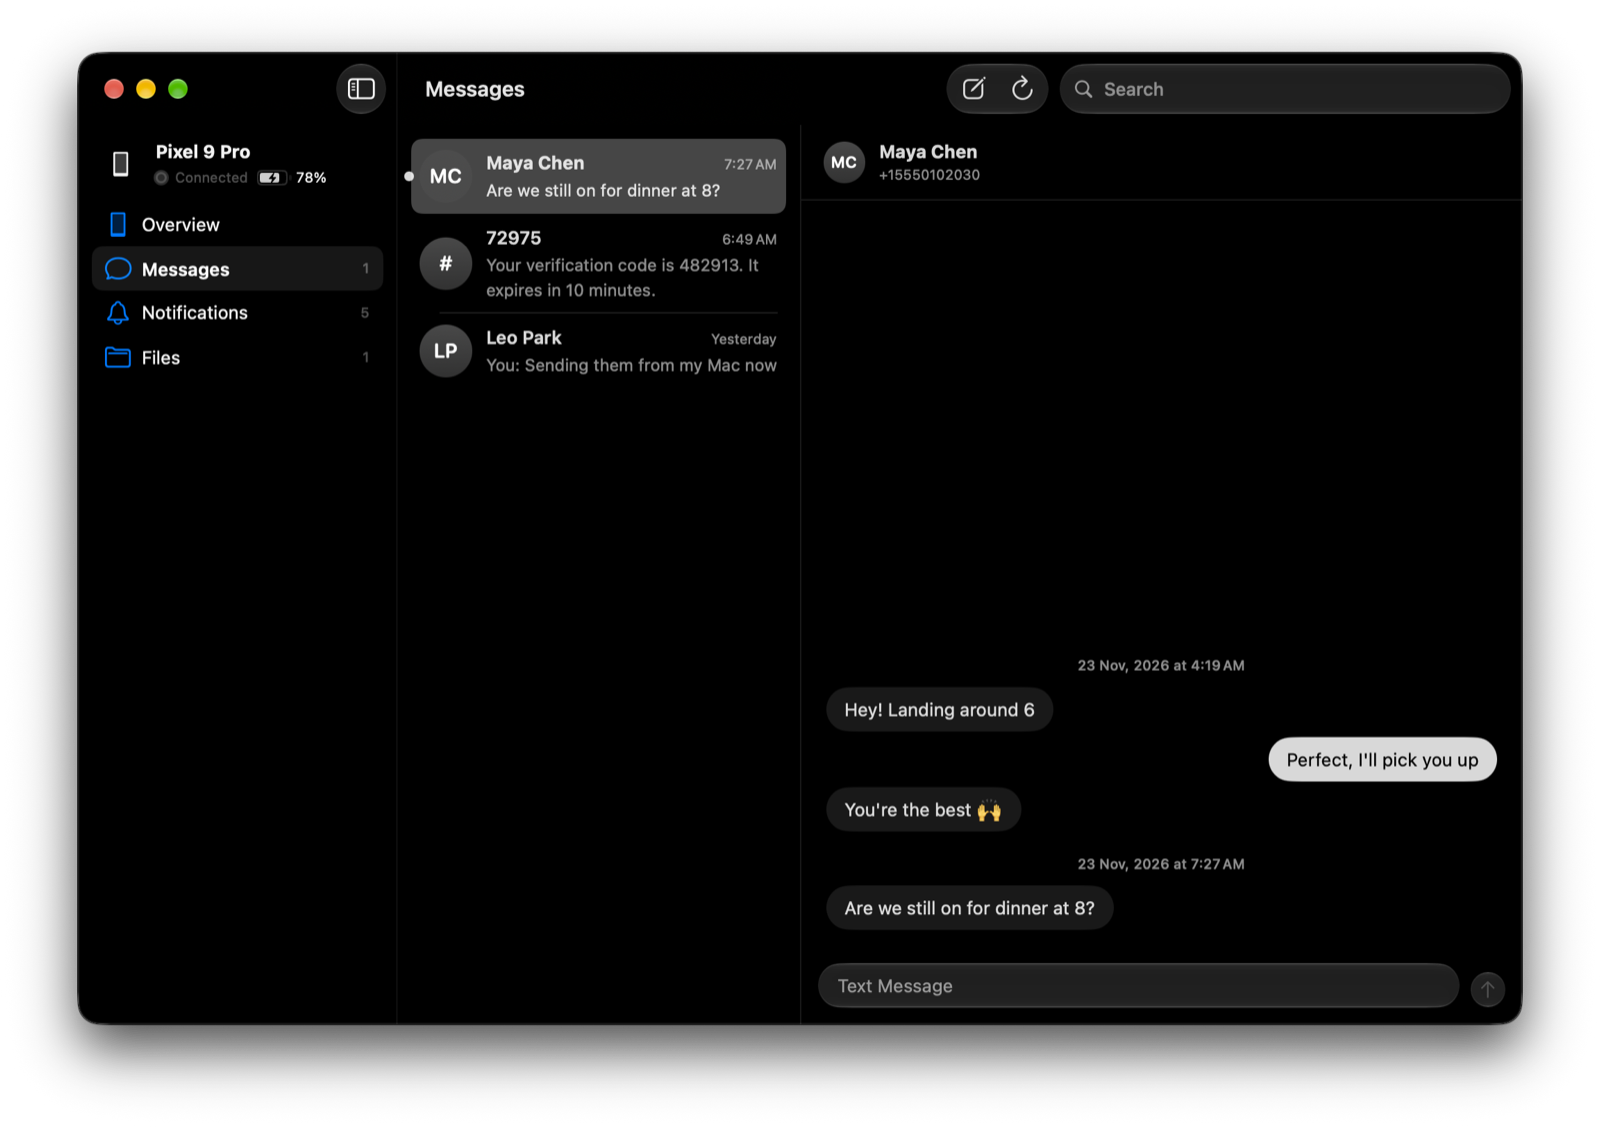 Messages
Search
Pixel 9 Pro
Connected 78%
Overview
Messages 1
Notifications 5
Files 1
MC
Maya Chen 7:27 AM
Are we still on for dinner at 8?
#
72975 6:49 AM
Your verification code is 482913. It
expires in 10 minutes.
LP
Leo Park Yesterday
You: Sending them from my Mac now
MC
Maya Chen
+15550102030
23 Nov, 2026 at 4:19 AM
Hey! Landing around 6
Perfect, I'll pick you up
You're the best 🙌
23 Nov, 2026 at 7:27 AM
Are we still on for dinner at 8?
Text Message